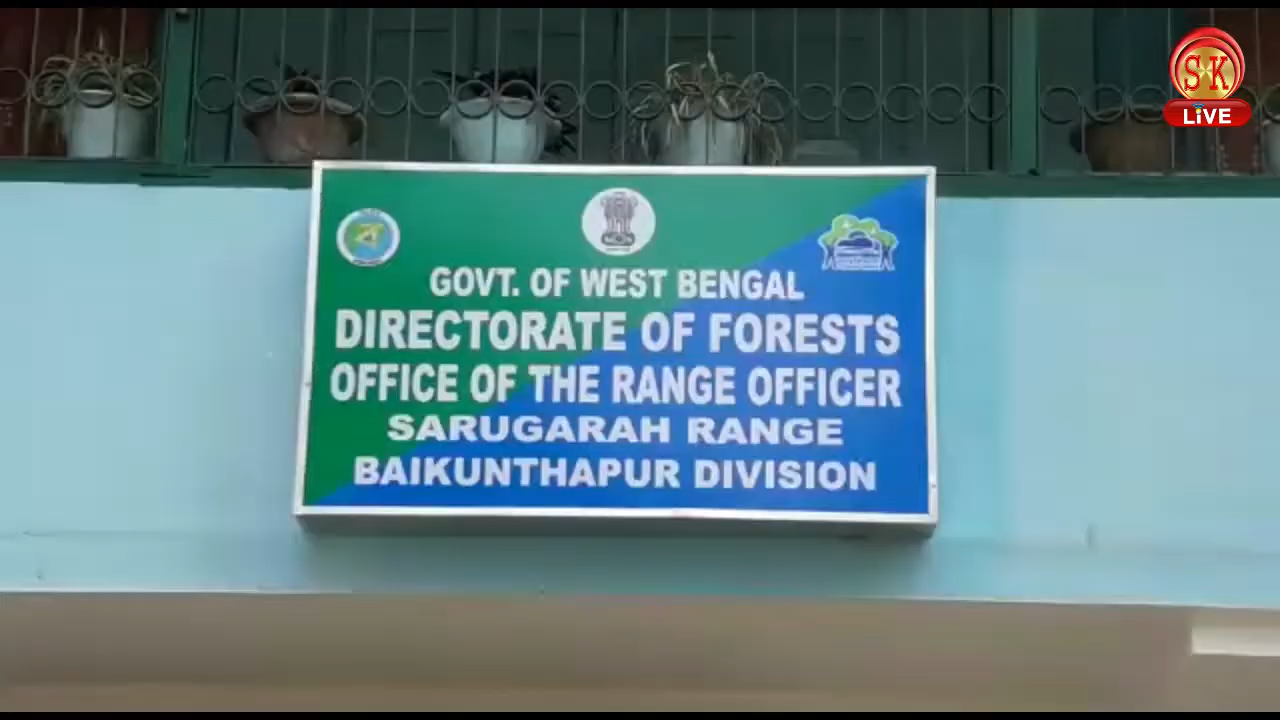 SK
LiVE
GOVT. OF WEST BENGAL
DIRECTORATE OF FORESTS
OFFICE OF THE RANGE OFFICER
SARUGARAH RANGE
BAIKUNTHAPUR DIVISION